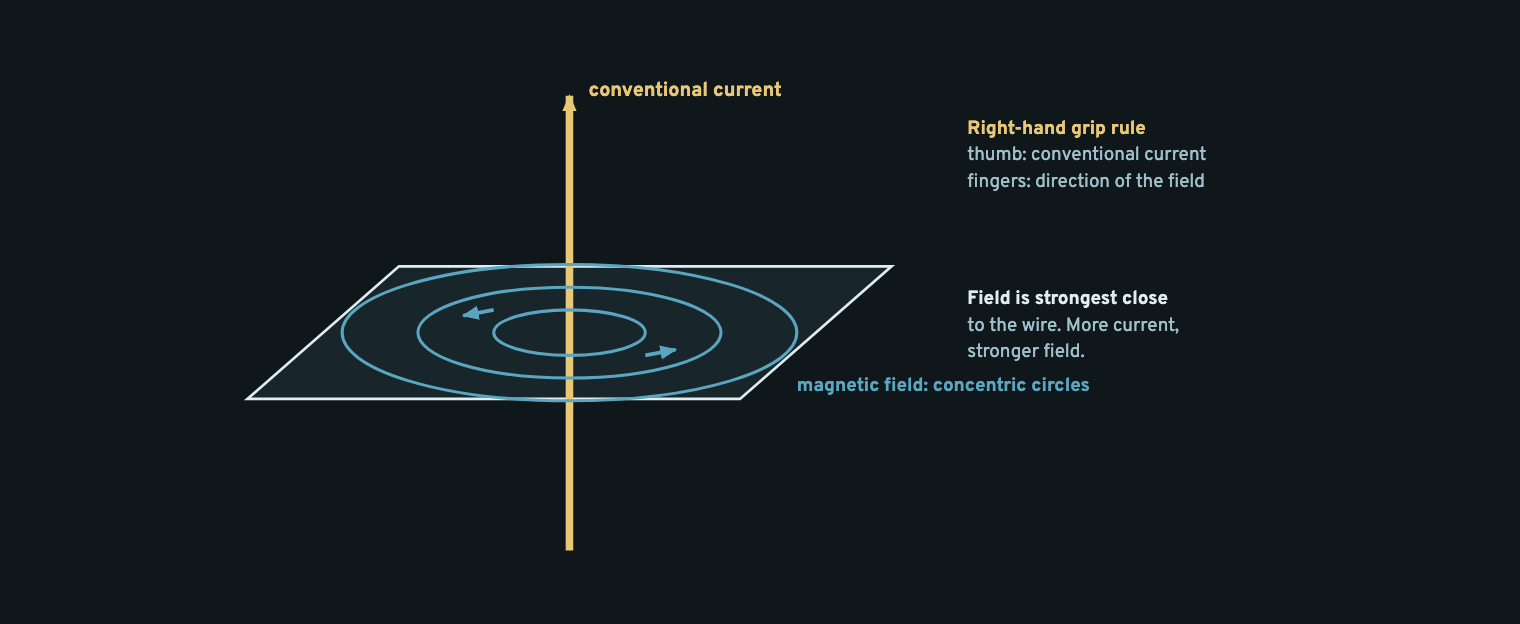 conventional current
Right-hand grip rule
thumb: conventional current
fingers: direction of the field
Field is strongest close
to the wire. More current,
stronger field.
magnetic field: concentric circles